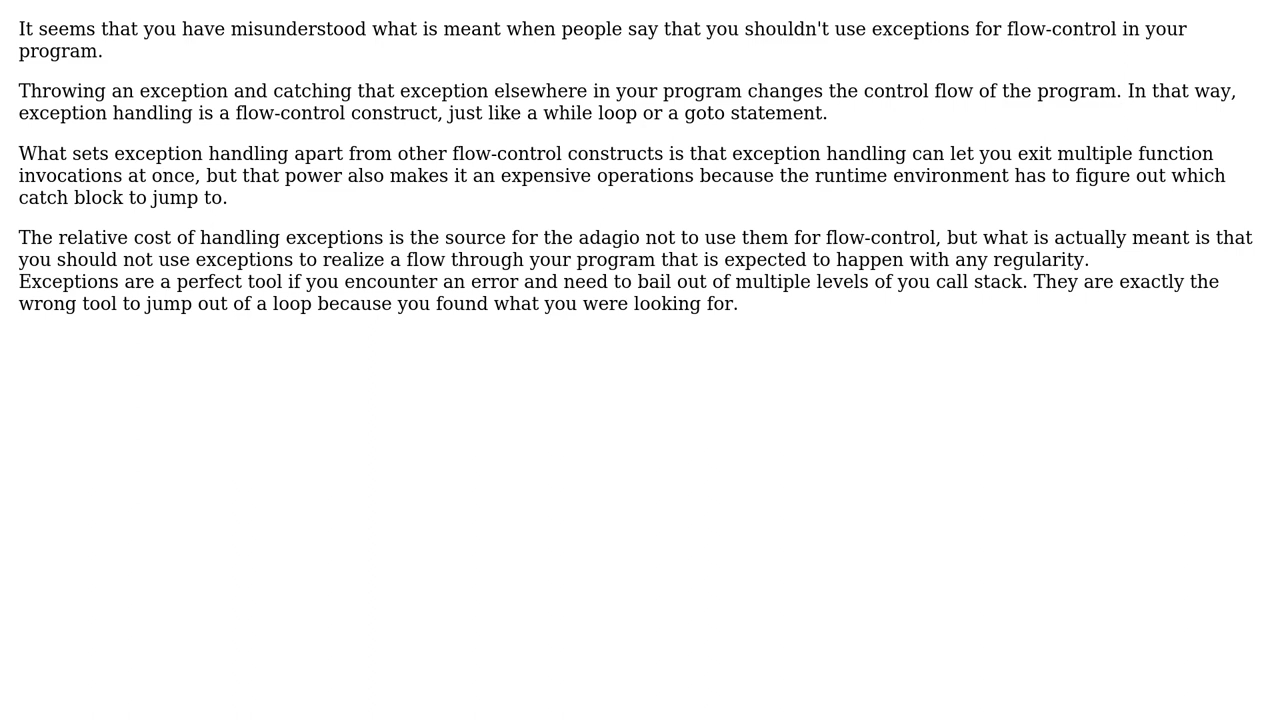 It seems that you have misunderstood what is meant when people say that you shouldn't use exceptions for flow-control in your
program.
Throwing an exception and catching that exception elsewhere in your program changes the control flow of the program. In that way,
exception handling is a flow-control construct, just like a while loop or a goto statement.
What sets exception handling apart from other flow-control constructs is that exception handling can let you exit multiple function
invocations at once, but that power also makes it an expensive operations because the runtime environment has to figure out which
catch block to jump to.
The relative cost of handling exceptions is the source for the adagio not to use them for flow-control, but what is actually meant is that
you should not use exceptions to realize a flow through your program that is expected to happen with any regularity.
Exceptions are a perfect tool if you encounter an error and need to bail out of multiple levels of you call stack. They are exactly the
wrong tool to jump out of a loop because you found what you were looking for.